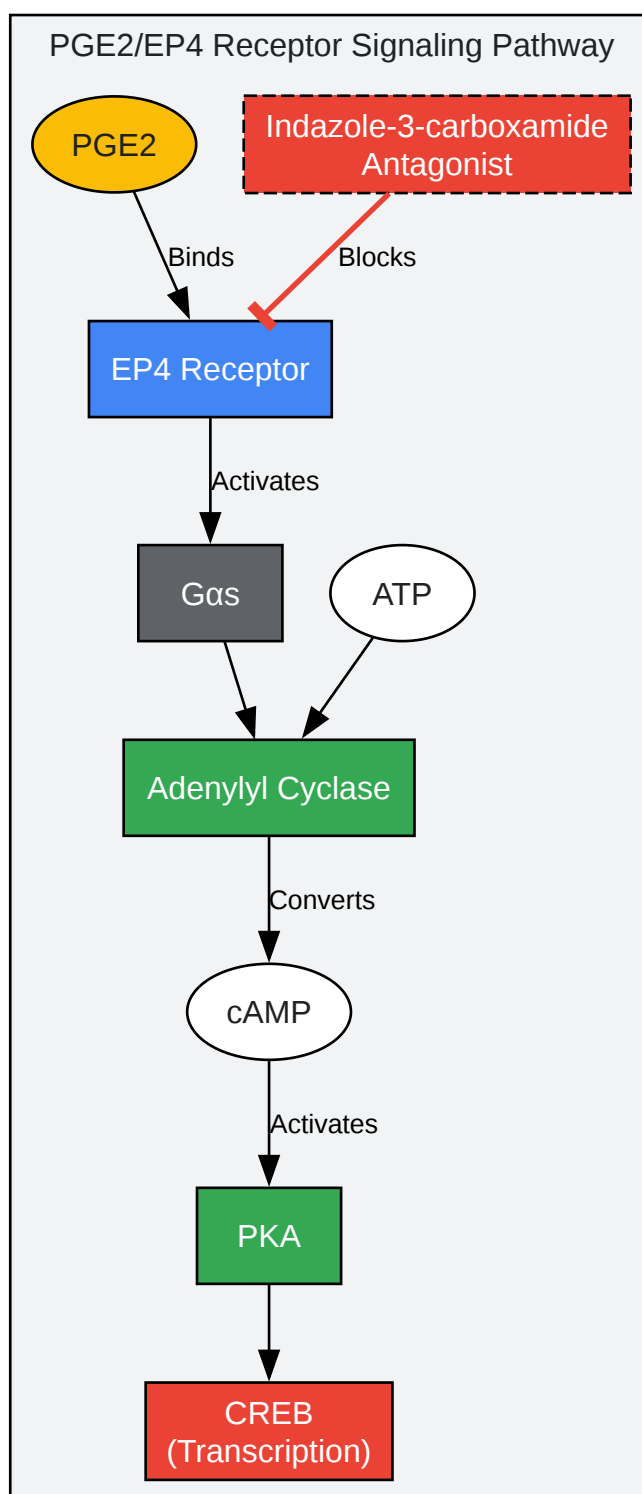 PGE2/EP4 Receptor Signaling Pathway
PGE2
Indazole-3-carboxamide
Antagonist
Binds
Blocks
EP4 Receptor
Activates
Gαs
ATP
Adenylyl Cyclase
Converts
cAMP
Activates
PKA
CREB
(Transcription)